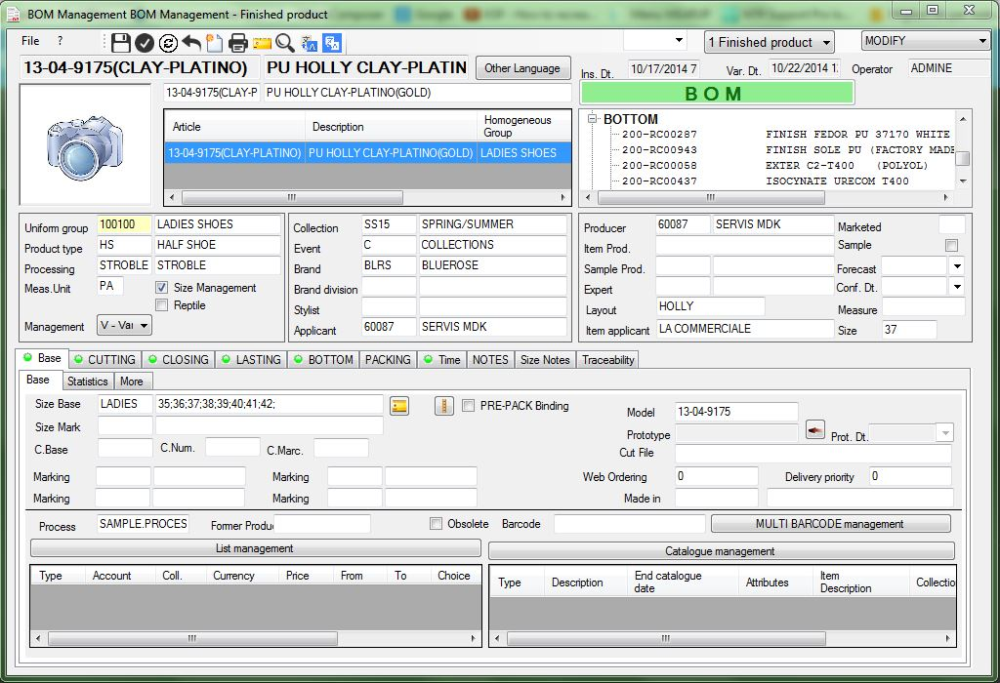 BOM Management BOM Management - Finished product
File ?
1 Finished product
MODIFY
13-04-9175(CLAY-PLATINO)
PU HOLLY CLAY-PLATIN
Other Language
Ins. Dt.
10/17/2014 7
Var. Dt.
10/22/2014 1:
Operator
ADMINE
13-04-9175(CLAY-P
PU HOLLY CLAY-PLATINO(GOLD)
BOM
Article
Description
Homogeneous
Group
13-04-9175(CLAY-PLATINO)
PU HOLLY CLAY-PLATINO(GOLD)
LADIES SHOES
BOTTOM
200-RC00287 FINISH FEDOR PU 37170 WHITE
200-RC00943 FINISH SOLE PU (FACTORY MADE
200-RC00058 EXTER C2-T400 (POLYOL)
200-RC00437 ISOCYNATE URECOM T400
Uniform group 100100 LADIES SHOES
Product type HS HALF SHOE
Processing STROBLE STROBLE
Meas.Unit PA Size Management
Reptile
Management V - Var
Collection SS15 SPRING/SUMMER
Event C COLLECTIONS
Brand BLRS BLUEROSE
Brand division
Stylist
Applicant 60087 SERVIS MDK
Producer 60087 SERVIS MDK Marketed
Item Prod. Sample
Sample Prod. Forecast
Expert Conf. Dt.
Layout HOLLY Measure
Item applicant LA COMMERCIALE Size 37
Base CUTTING CLOSING LASTING BOTTOM PACKING Time NOTES Size Notes Traceability
Base Statistics More
Size Base LADIES 35;36;37;38;39;40;41;42; PRE-PACK Binding
Model 13-04-9175
Size Mark
Prototype Prot. Dt.
C.Base C.Num. C.Marc.
Cut File
Marking Marking
Web Ordering 0 Delivery priority 0
Marking Marking
Made in
Process SAMPLE.PROCES Former Produ Obsolete Barcode MULTI BARCODE management
List management
Catalogue management
Type Account Coll. Currency Price From To Choice
Type Description End catalogue
date Attributes Item
Description Collectio